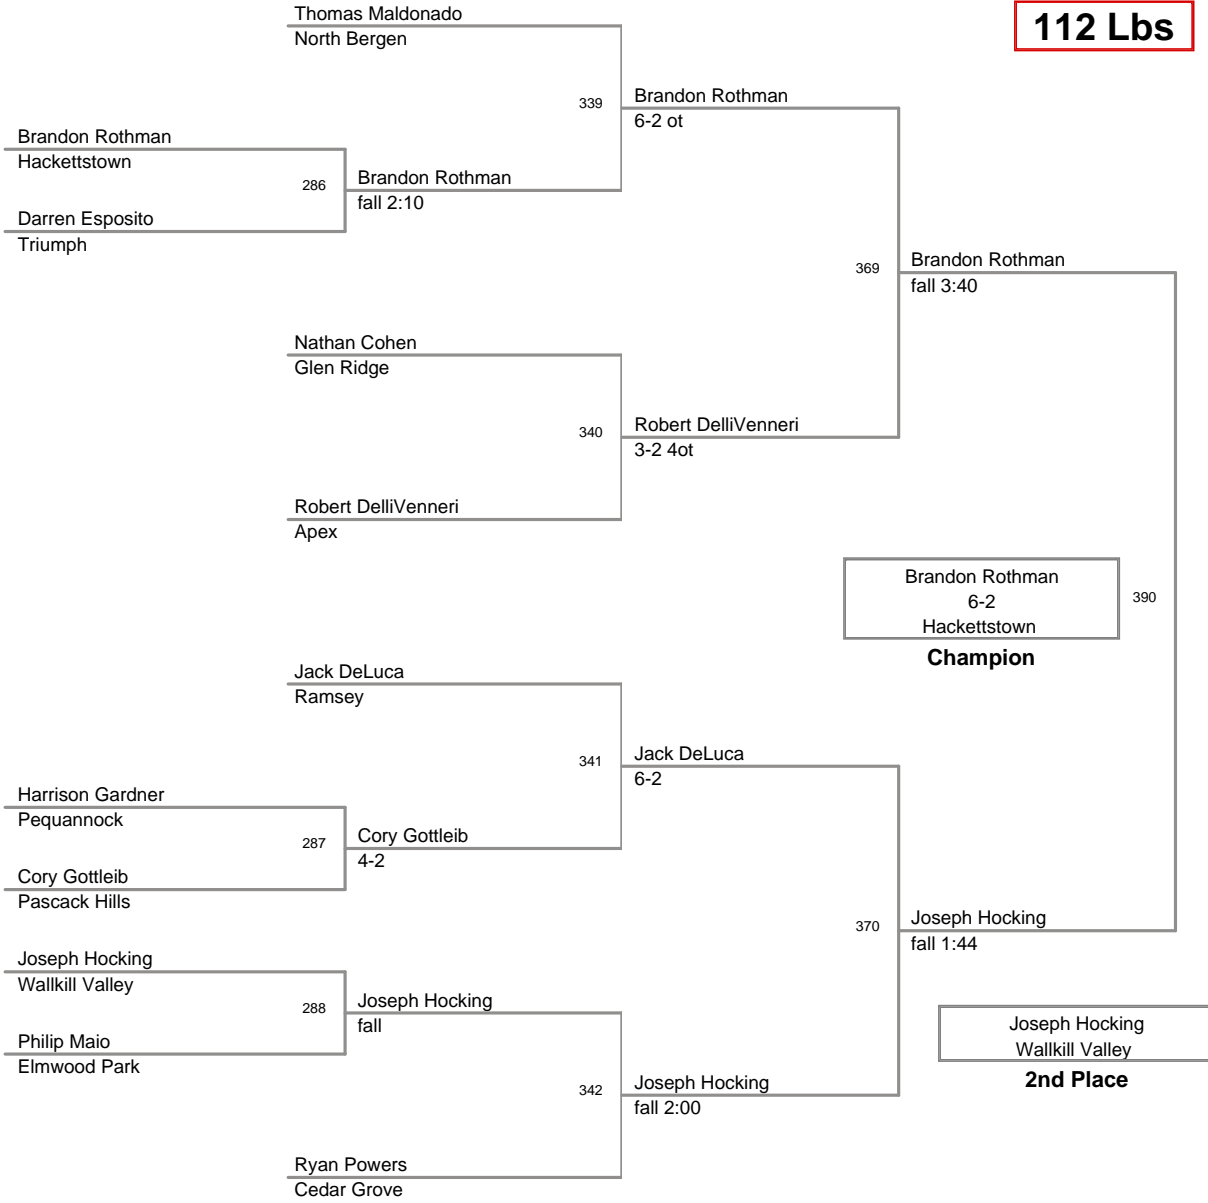 112 Lbs
Thomas Maldonado
North Bergen
339
Brandon Rothman
6-2 ot
Brandon Rothman
Hackettstown
286
Brandon Rothman
fall 2:10
Darren Esposito
Triumph
369
Brandon Rothman
fall 3:40
Nathan Cohen
Glen Ridge
340
Robert DelliVenneri
3-2 4ot
Robert DelliVenneri
Apex
Brandon Rothman
6-2
Hackettstown
Champion
390
Jack DeLuca
Ramsey
341
Jack DeLuca
6-2
Harrison Gardner
Pequannock
287
Cory Gottleib
4-2
Cory Gottleib
Pascack Hills
370
Joseph Hocking
fall 1:44
Joseph Hocking
Wallkill Valley
288
Joseph Hocking
fall
Philip Maio
Elmwood Park
Joseph Hocking
Wallkill Valley
2nd Place
342
Joseph Hocking
fall 2:00
Ryan Powers
Cedar Grove